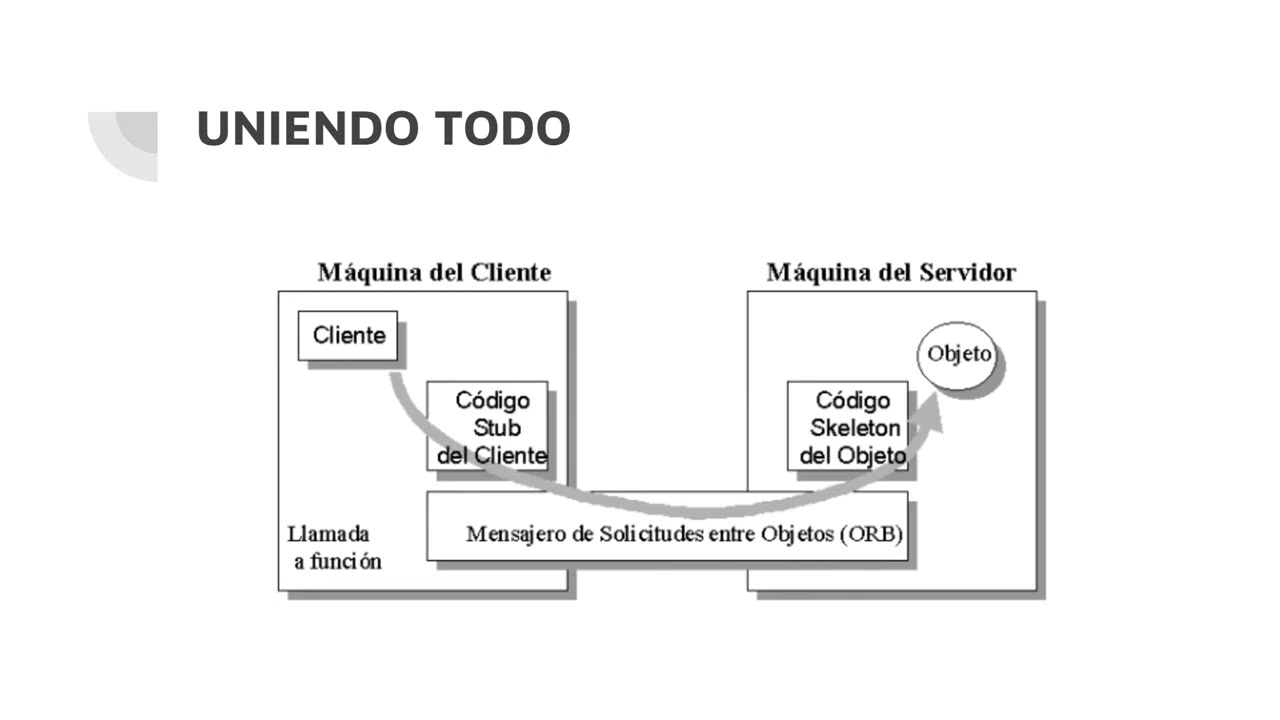 UNIENDO TODO
Máquina del Cliente
Máquina del Servidor
Cliente
Objeto
Código
Stub
del Cliente
Código
Skeleton
del Objeto
Mensajero de Solicitudes entre Objetos (ORB)
Llamada
a función